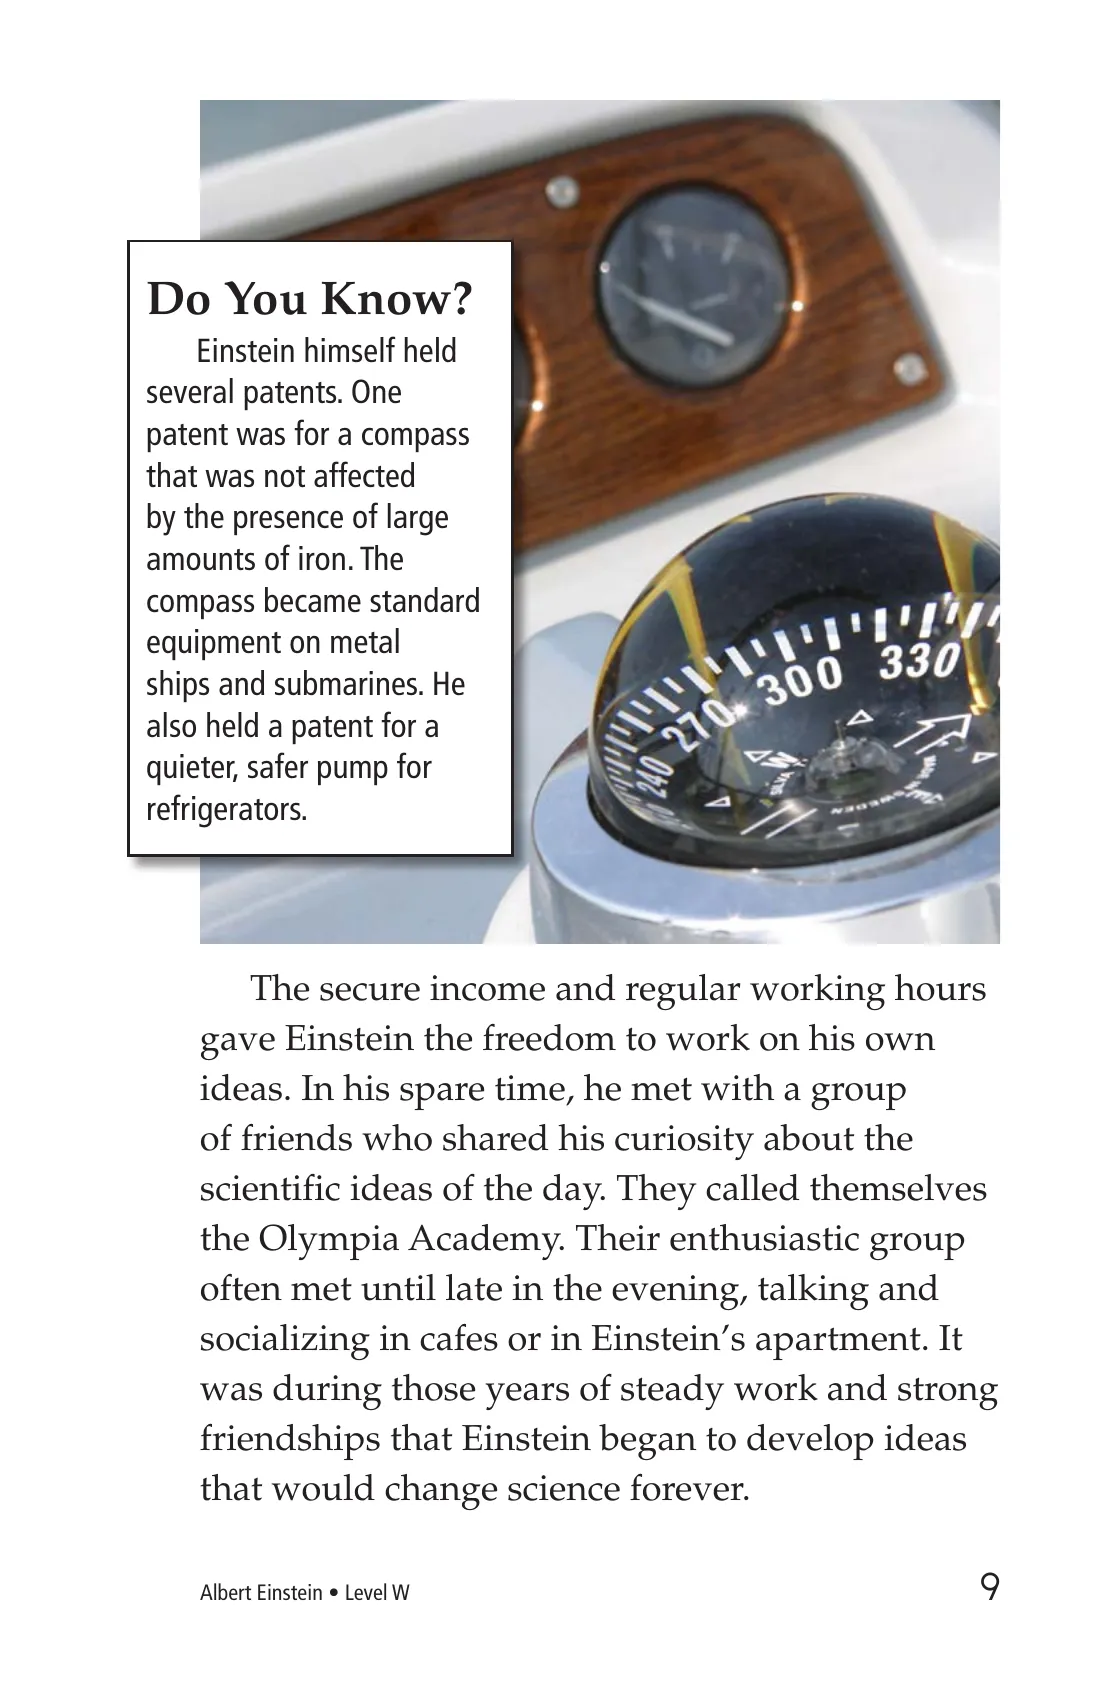 Do You Know?
Einstein himself held
several patents. One
patent was for a compass
that was not affected
by the presence of large
amounts of iron. The
compass became standard
equipment on metal
ships and submarines. He
also held a patent for a
quieter, safer pump for
refrigerators.
240
270
300
330
W
SILVA
MADE IN SWEDEN
The secure income and regular working hours
gave Einstein the freedom to work on his own
ideas. In his spare time, he met with a group
of friends who shared his curiosity about the
scientific ideas of the day. They called themselves
the Olympia Academy. Their enthusiastic group
often met until late in the evening, talking and
socializing in cafes or in Einstein’s apartment. It
was during those years of steady work and strong
friendships that Einstein began to develop ideas
that would change science forever.
Albert Einstein • Level W
9